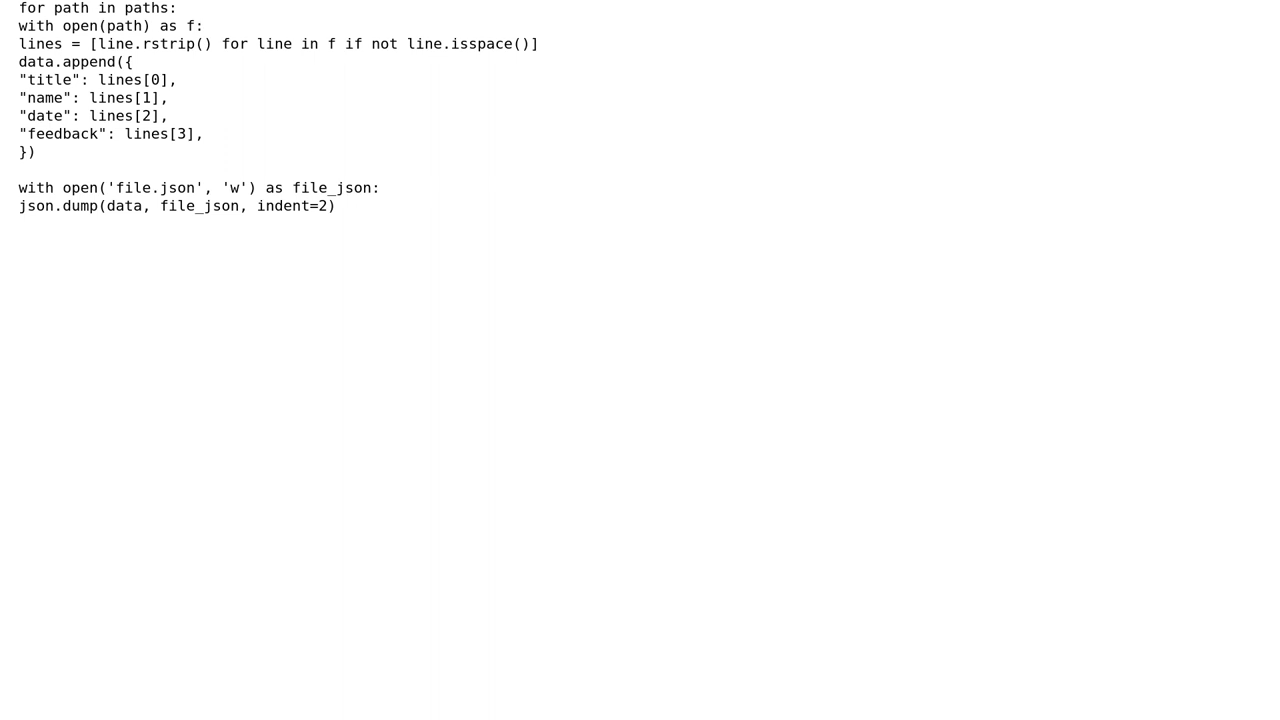 for path in paths:
with open(path) as f:
lines = [line.rstrip() for line in f if not line.isspace()]
data.append({
"title": lines[0],
"name": lines[1],
"date": lines[2],
"feedback": lines[3],
})

with open('file.json', 'w') as file_json:
json.dump(data, file_json, indent=2)